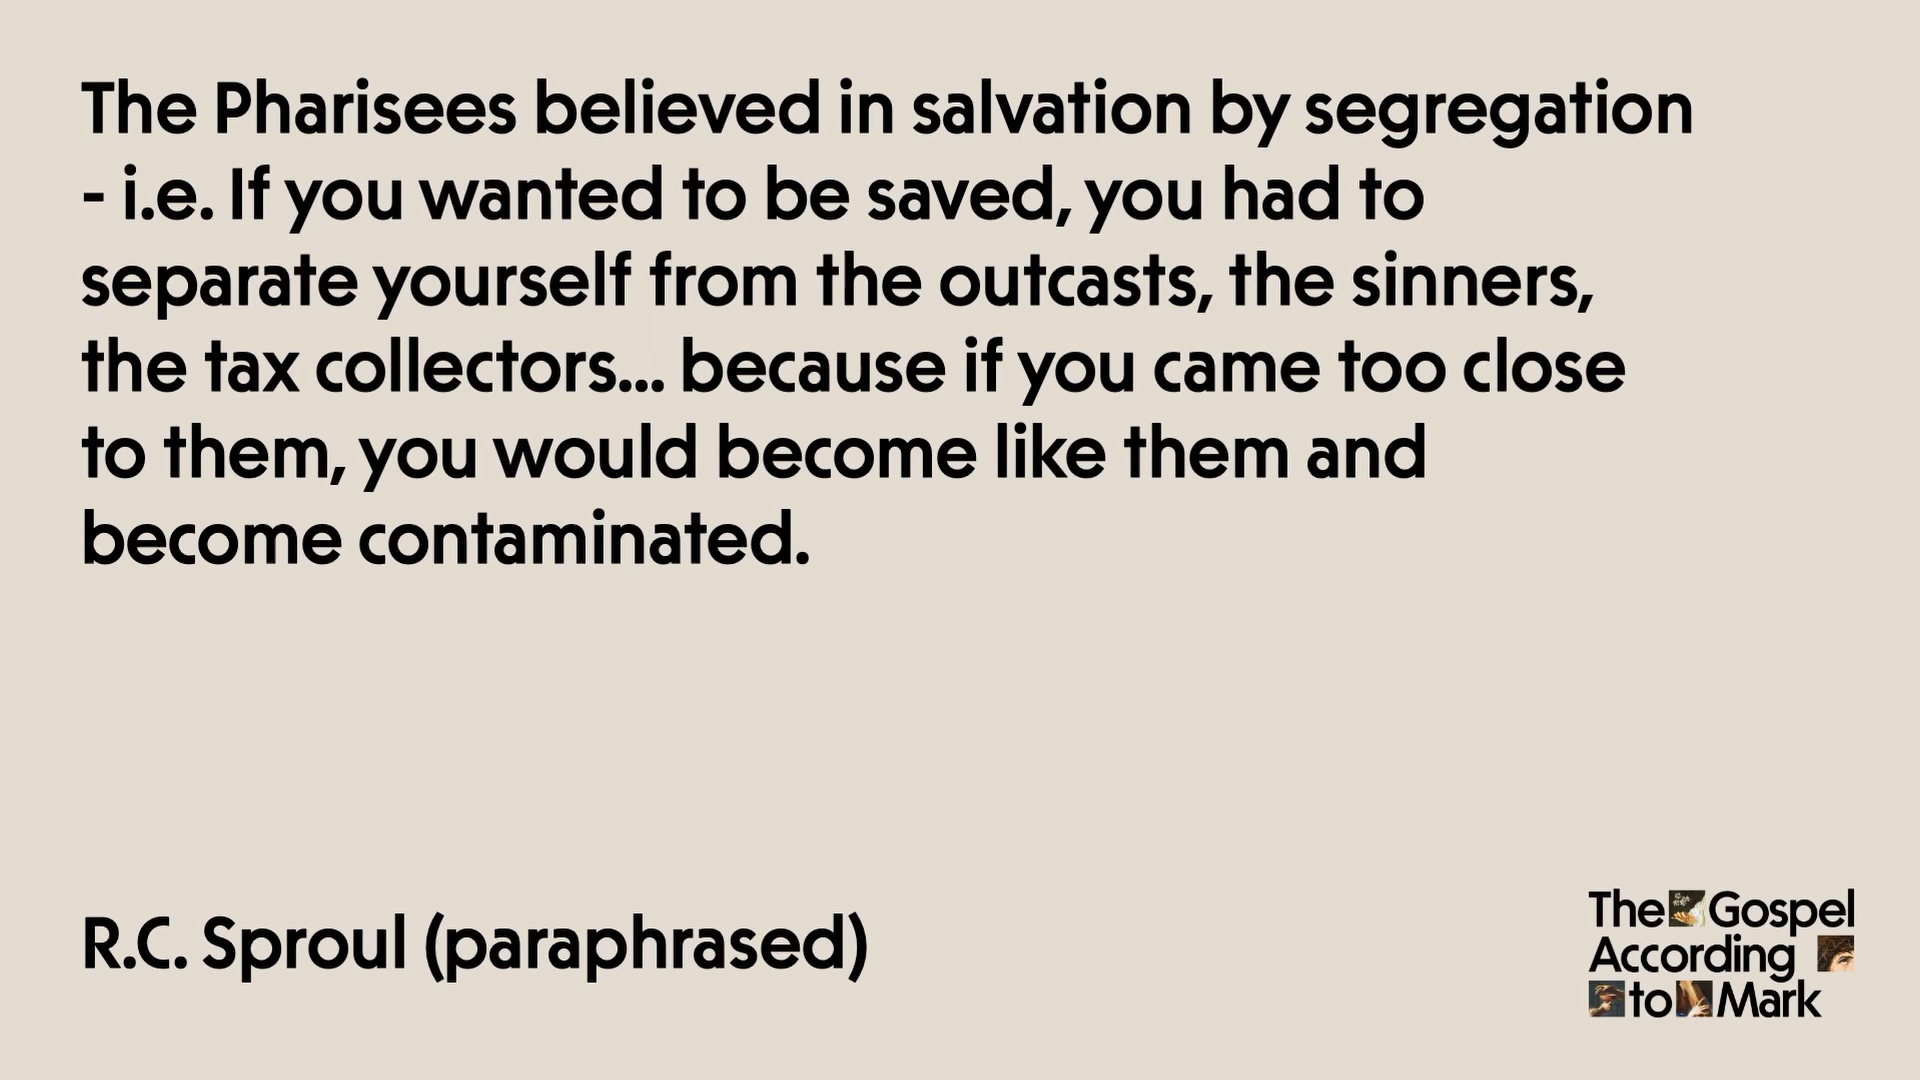 The Pharisees believed in salvation by segregation
- i.e. If you wanted to be saved, you had to
separate yourself from the outcasts, the sinners,
the tax collectors... because if you came too close
to them, you would become like them and
become contaminated.
R.C. Sproul (paraphrased)
The Gospel
According
to Mark